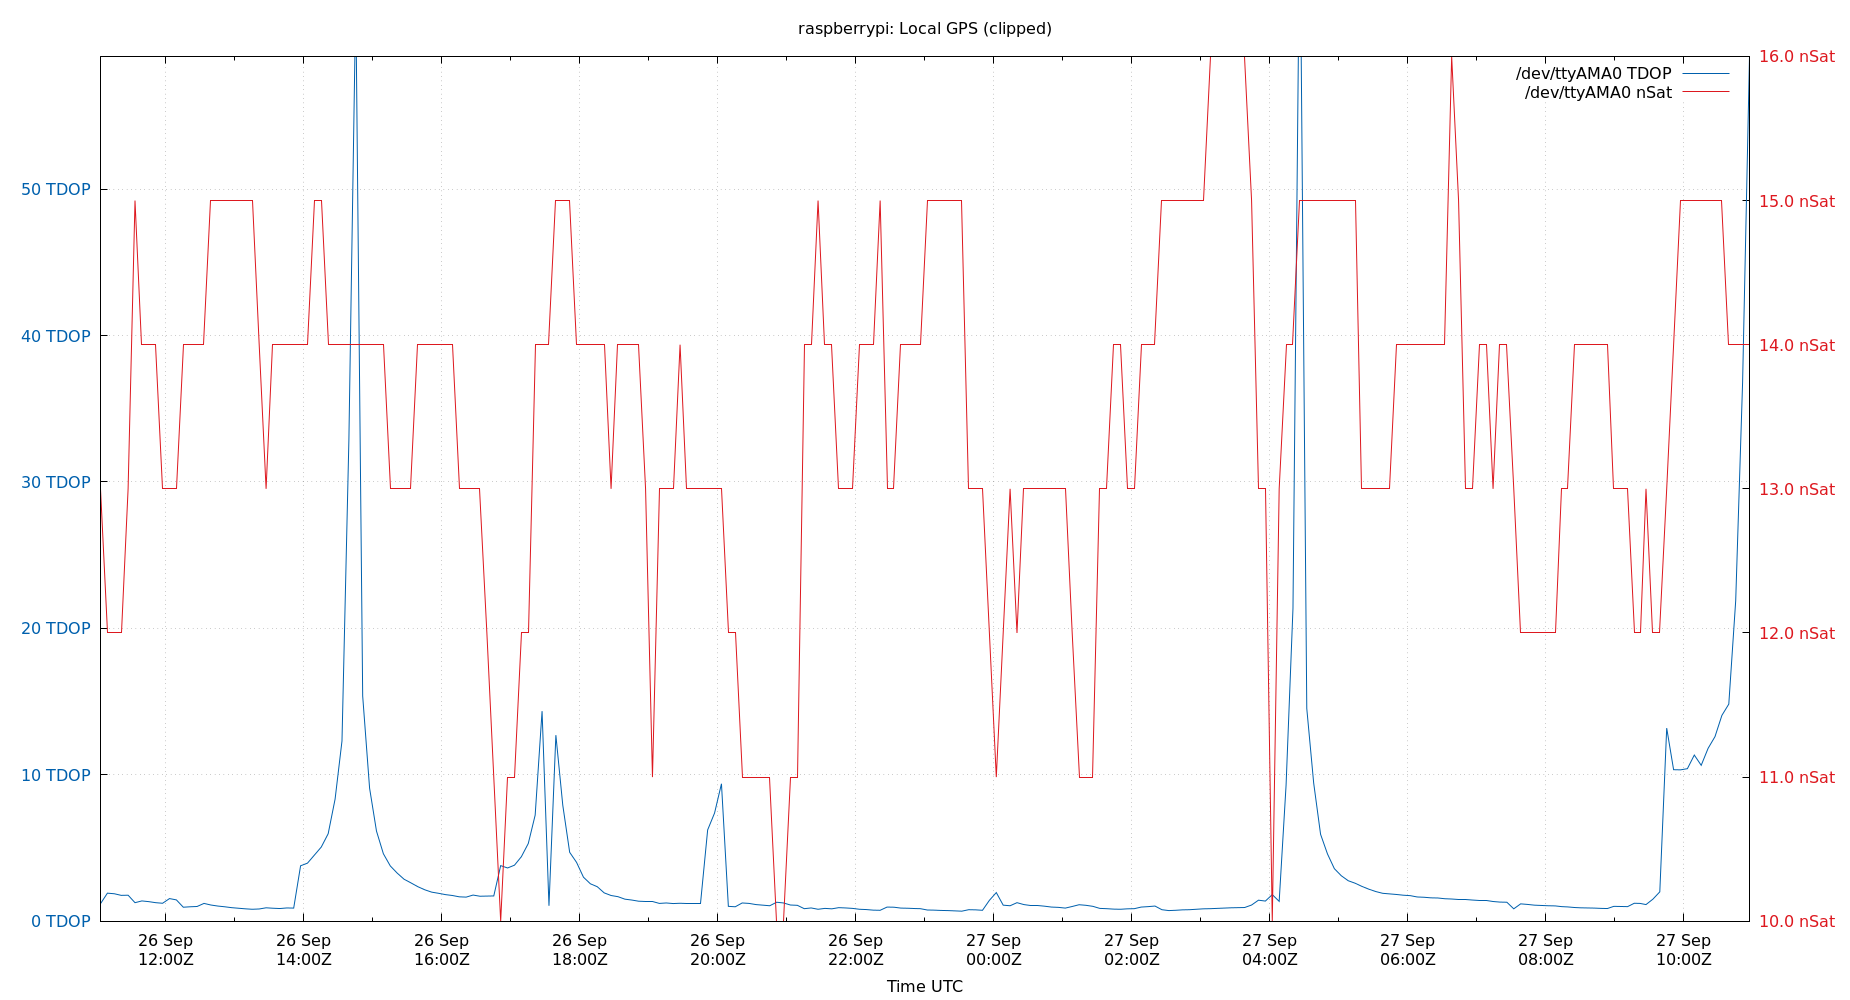 raspberrypi: Local GPS (clipped)
/dev/ttyAMA0 TDOP
/dev/ttyAMA0 nSat
50 TDOP
40 TDOP
30 TDOP
20 TDOP
10 TDOP
0 TDOP
16.0 nSat
15.0 nSat
14.0 nSat
13.0 nSat
12.0 nSat
11.0 nSat
10.0 nSat
26 Sep
12:00Z
26 Sep
14:00Z
26 Sep
16:00Z
26 Sep
18:00Z
26 Sep
20:00Z
26 Sep
22:00Z
27 Sep
00:00Z
27 Sep
02:00Z
27 Sep
04:00Z
27 Sep
06:00Z
27 Sep
08:00Z
27 Sep
10:00Z
Time UTC